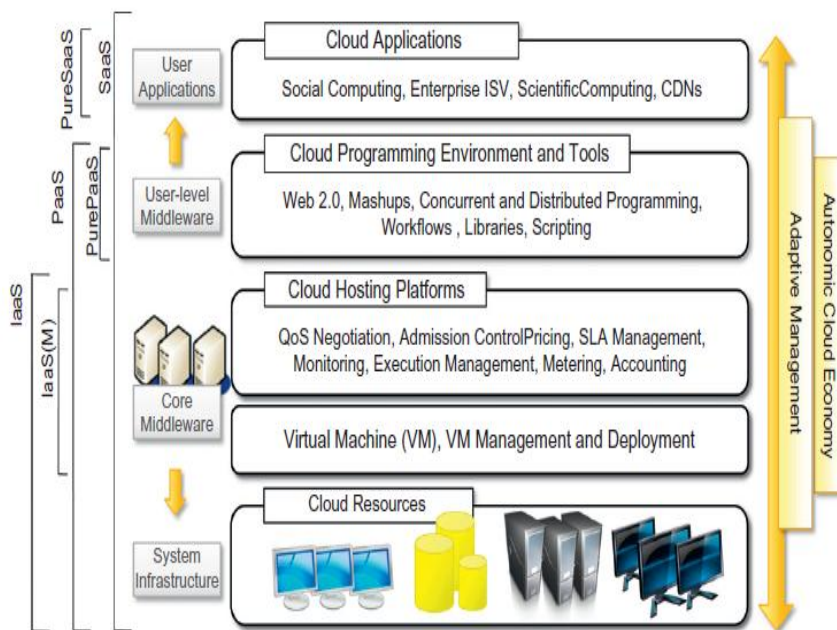 PureSaaS
SaaS
PaaS
PurePaaS
IaaS
IaaS(M)
User
Applications
Cloud Applications
Social Computing, Enterprise ISV, ScientificComputing, CDNs
User-level
Middleware
Cloud Programming Environment and Tools
Web 2.0, Mashups, Concurrent and Distributed Programming,
Workflows , Libraries, Scripting
Cloud Hosting Platforms
QoS Negotiation, Admission ControlPricing, SLA Management,
Monitoring, Execution Management, Metering, Accounting
Core
Middleware
Virtual Machine (VM), VM Management and Deployment
Cloud Resources
System
Infrastructure
Adaptive Management
Autonomic Cloud Economy